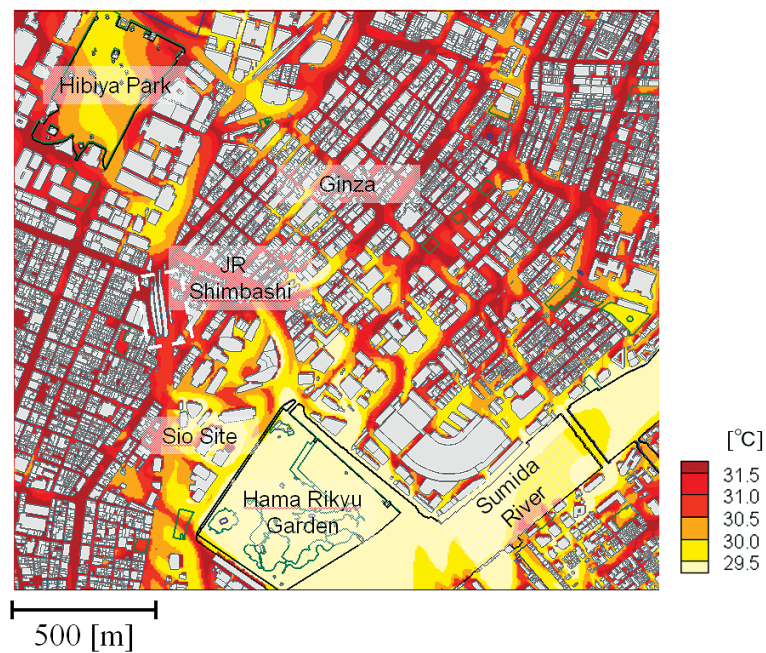 Hibiya Park
Ginza
JR
Shimbashi
Sio Site
Hama Rikyu
Garden
Sumida
River
[℃]
31.5
31.0
30.5
30.0
29.5
500 [m]